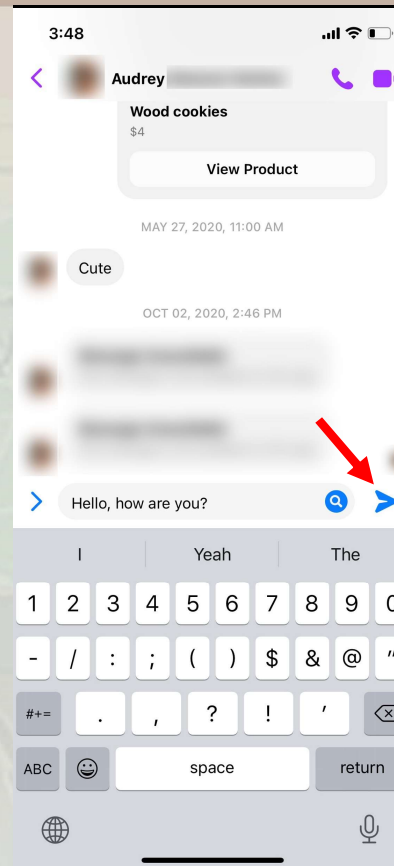 3:48
Audrey
Wood cookies
$4
View Product
MAY 27, 2020, 11:00 AM
Cute
OCT 02, 2020, 2:46 PM
Hello, how are you?
I Yeah The
1 2 3 4 5 6 7 8 9 0
- / : ; ( ) $ & @ "
#+= . , ? ! '
ABC space return